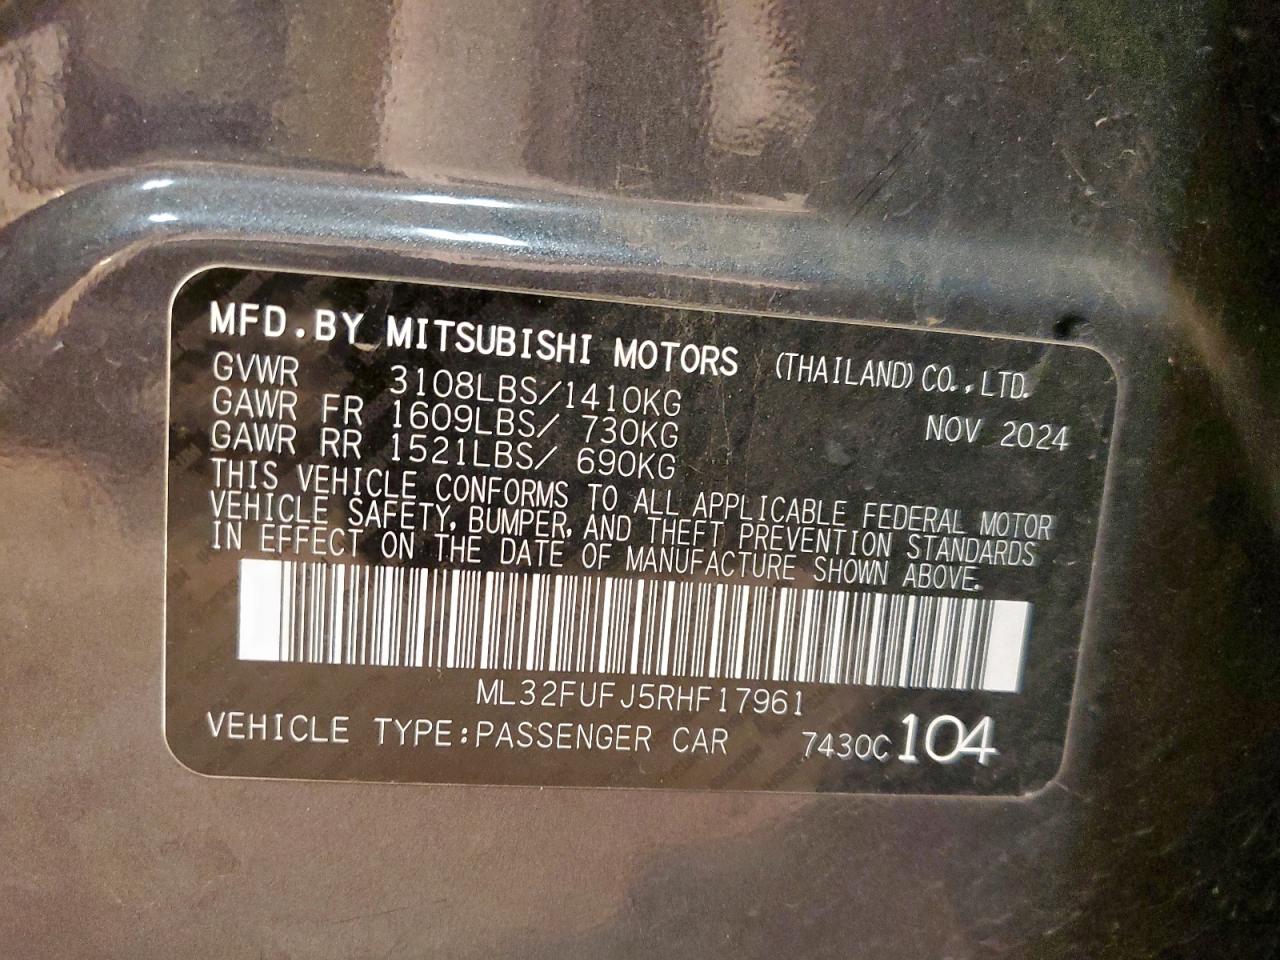 MFD.BY MITSUBISHI MOTORS (THAILAND) CO.,LTD.
GVWR 3108LBS/1410KG
GAWR FR 1609LBS/ 730KG NOV 2024
GAWR RR 1521LBS/ 690KG
THIS VEHICLE CONFORMS TO ALL APPLICABLE FEDERAL MOTOR
VEHICLE SAFETY, BUMPER, AND THEFT PREVENTION STANDARDS
IN EFFECT ON THE DATE OF MANUFACTURE SHOWN ABOVE.
ML32FUFJ5RHF17961
VEHICLE TYPE:PASSENGER CAR 7430C 104